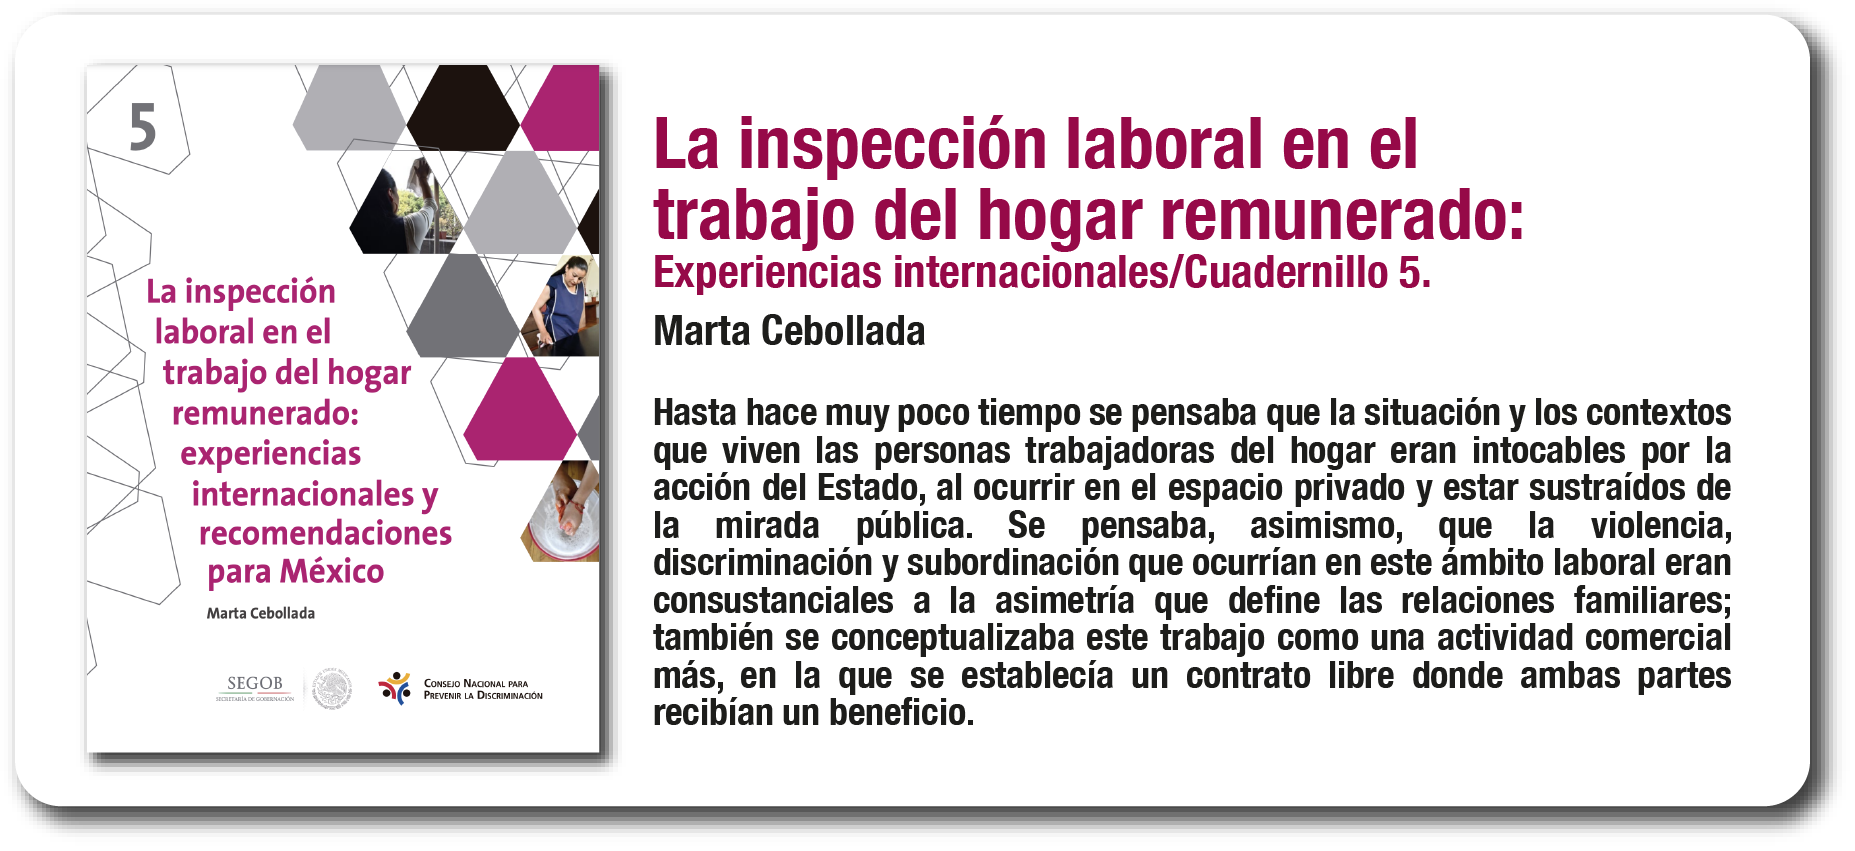 5
La inspección
laboral en el
trabajo del hogar
remunerado:
experiencias
internacionales y
recomendaciones
para México
Marta Cebollada
SEGOB
SECRETARÍA DE GOBERNACIÓN
CONSEJO NACIONAL PARA
PREVENIR LA DISCRIMINACIÓN
La inspección laboral en el
trabajo del hogar remunerado:
Experiencias internacionales/Cuadernillo 5.
Marta Cebollada
Hasta hace muy poco tiempo se pensaba que la situación y los contextos
que viven las personas trabajadoras del hogar eran intocables por la
acción del Estado, al ocurrir en el espacio privado y estar sustraídos de
la mirada pública. Se pensaba, asimismo, que la violencia,
discriminación y subordinación que ocurrían en este ámbito laboral eran
consustanciales a la asimetría que define las relaciones familiares;
también se conceptualizaba este trabajo como una actividad comercial
más, en la que se establecía un contrato libre donde ambas partes
recibían un beneficio.